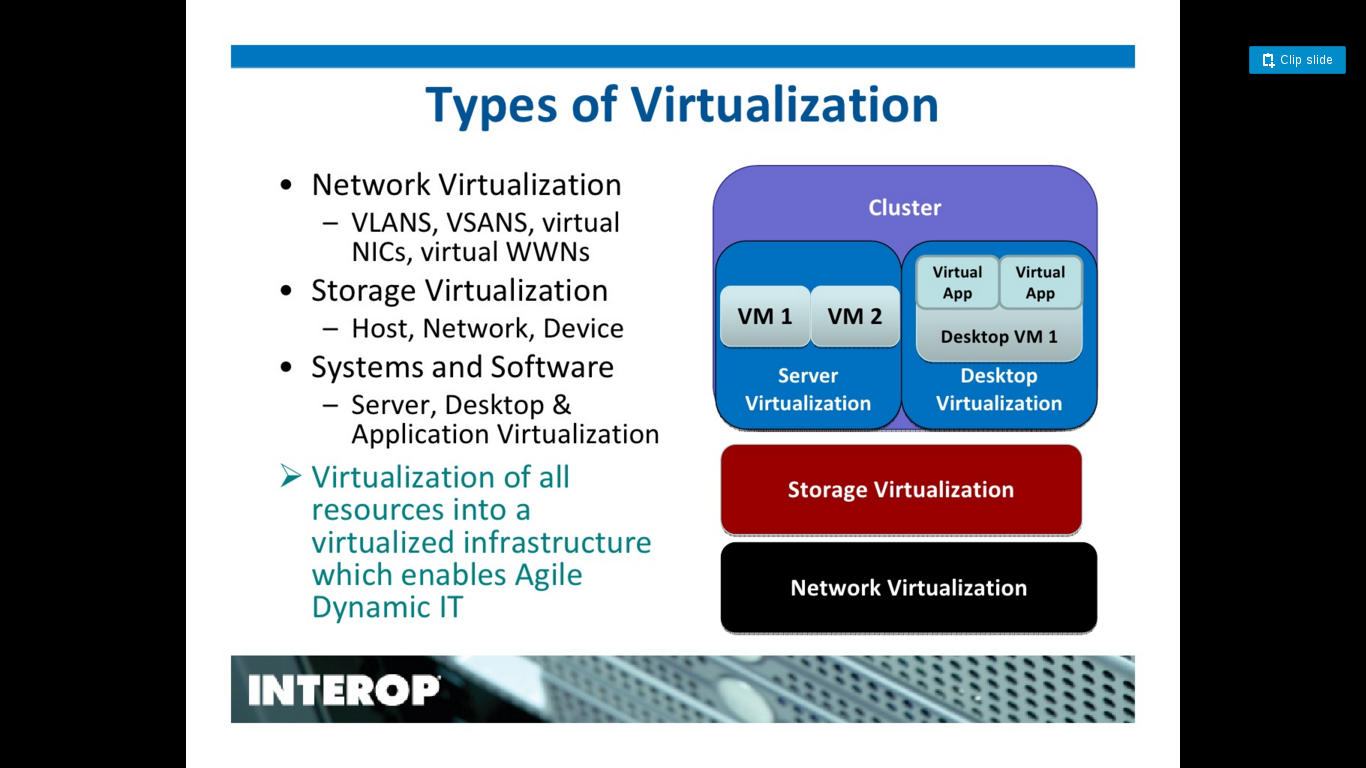 Clip slide
Types of Virtualization
• Network Virtualization
– VLANS, VSANS, virtual
NICs, virtual WWNs
• Storage Virtualization
– Host, Network, Device
• Systems and Software
– Server, Desktop &
Application Virtualization
➢ Virtualization of all
resources into a
virtualized infrastructure
which enables Agile
Dynamic IT
Cluster
VM 1
VM 2
Server
Virtualization
Virtual
App
Virtual
App
Desktop VM 1
Desktop
Virtualization
Storage Virtualization
Network Virtualization
INTEROP